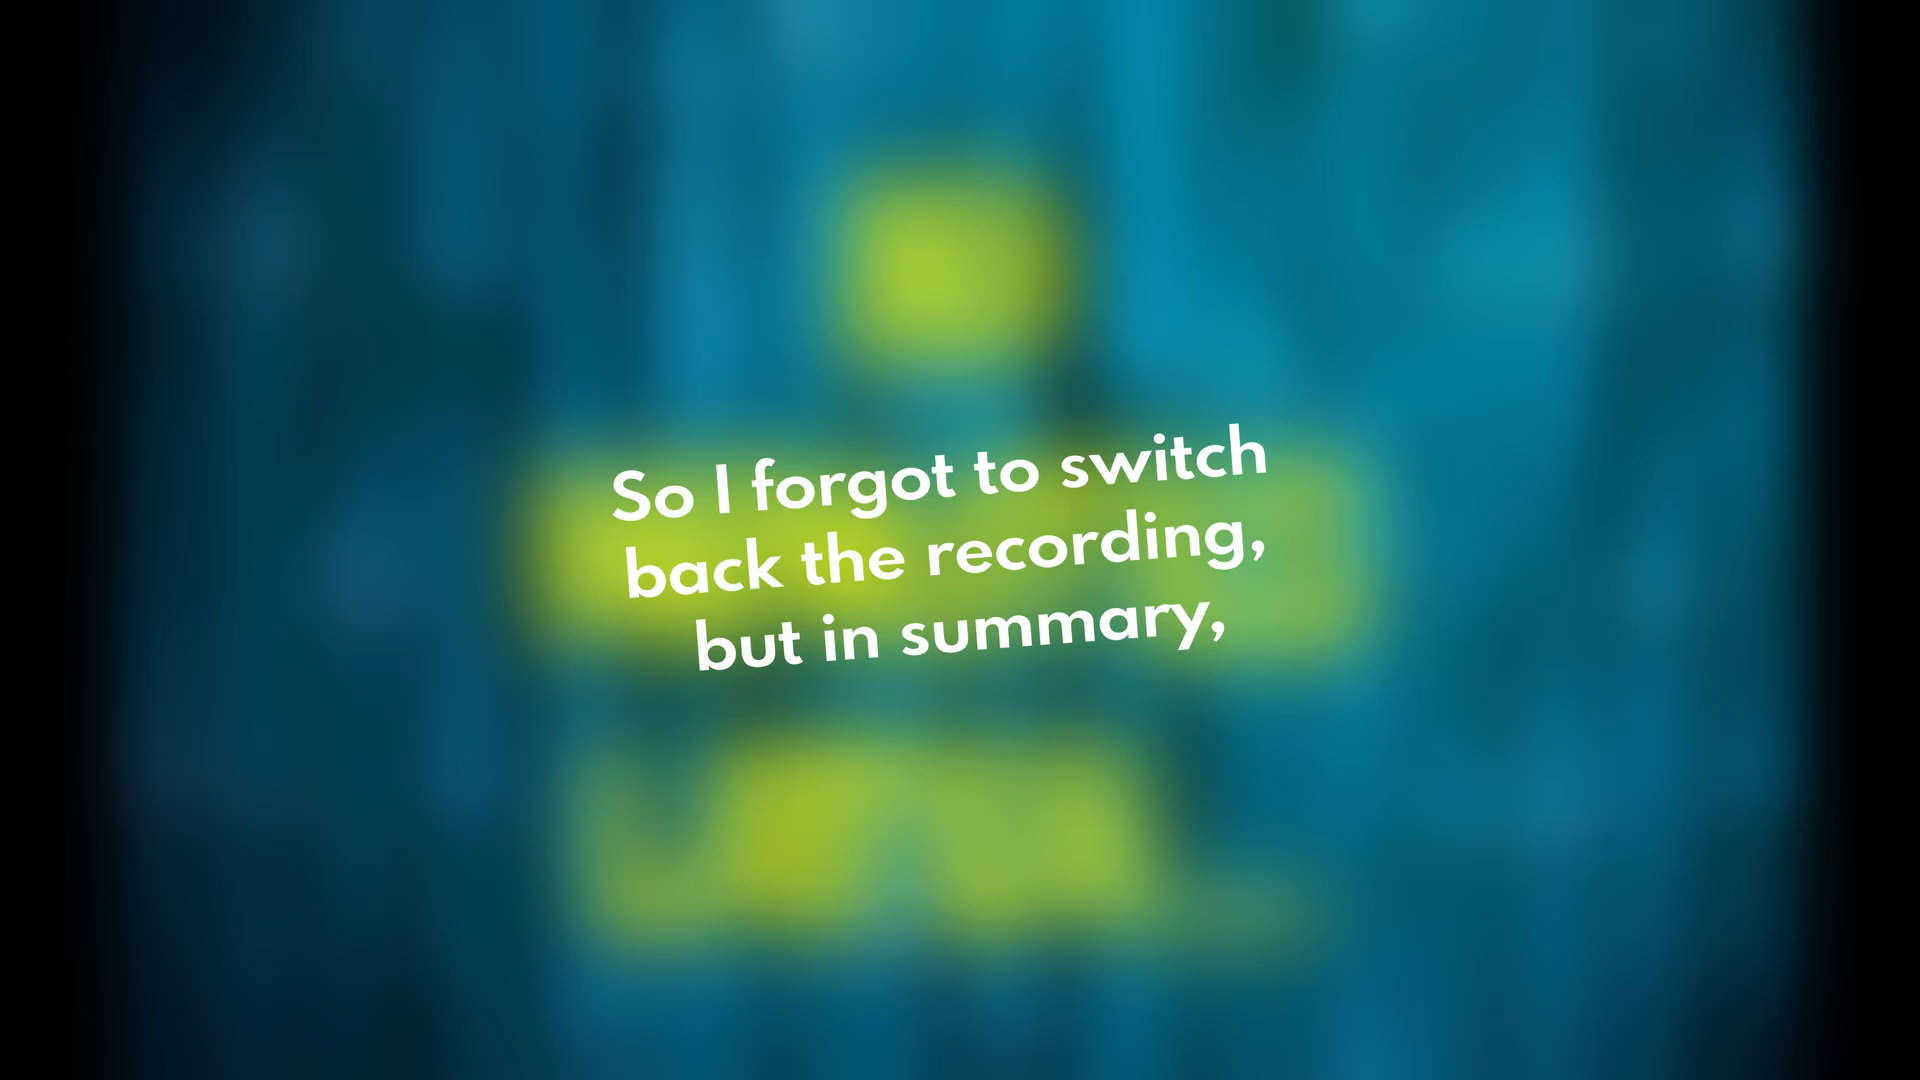 So I forgot to switch
back the recording,
but in summary,